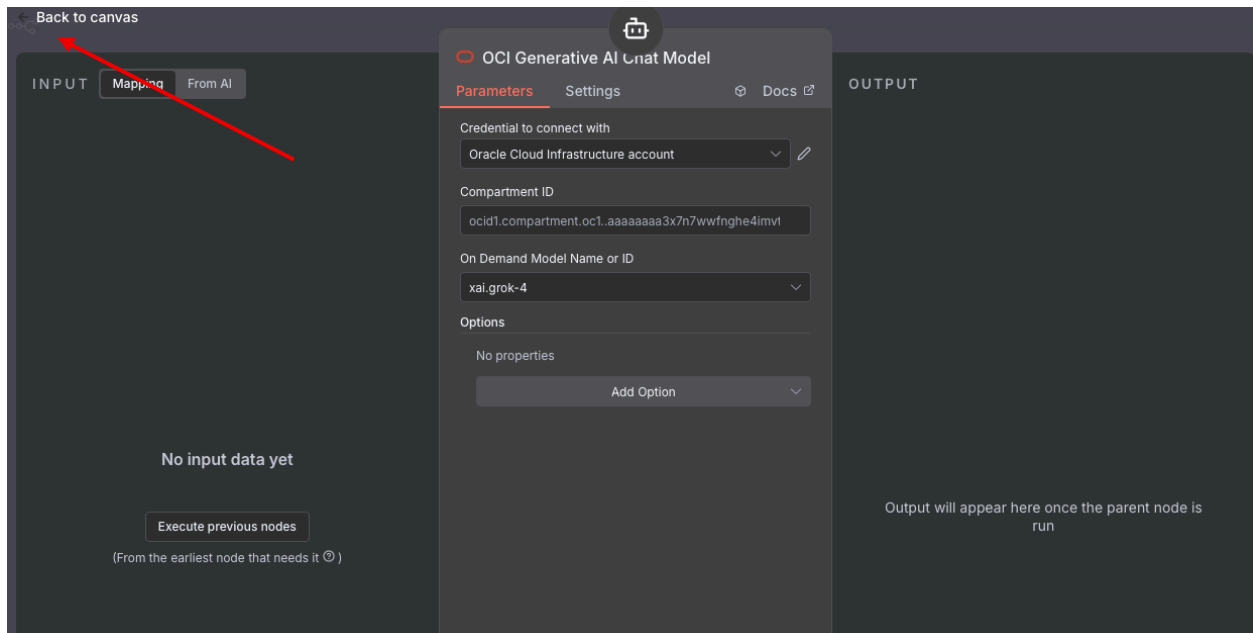 Back to canvas
INPUT
Mapping
From AI
No input data yet
Execute previous nodes
(From the earliest node that needs it ?)
OCI Generative AI Chat Model
Parameters
Settings
Docs
Credential to connect with
Oracle Cloud Infrastructure account
Compartment ID
ocid1.compartment.oc1..aaaaaaaa3x7n7wwfnghe4imvt
On Demand Model Name or ID
xai.grok-4
Options
No properties
Add Option
OUTPUT
Output will appear here once the parent node is
run